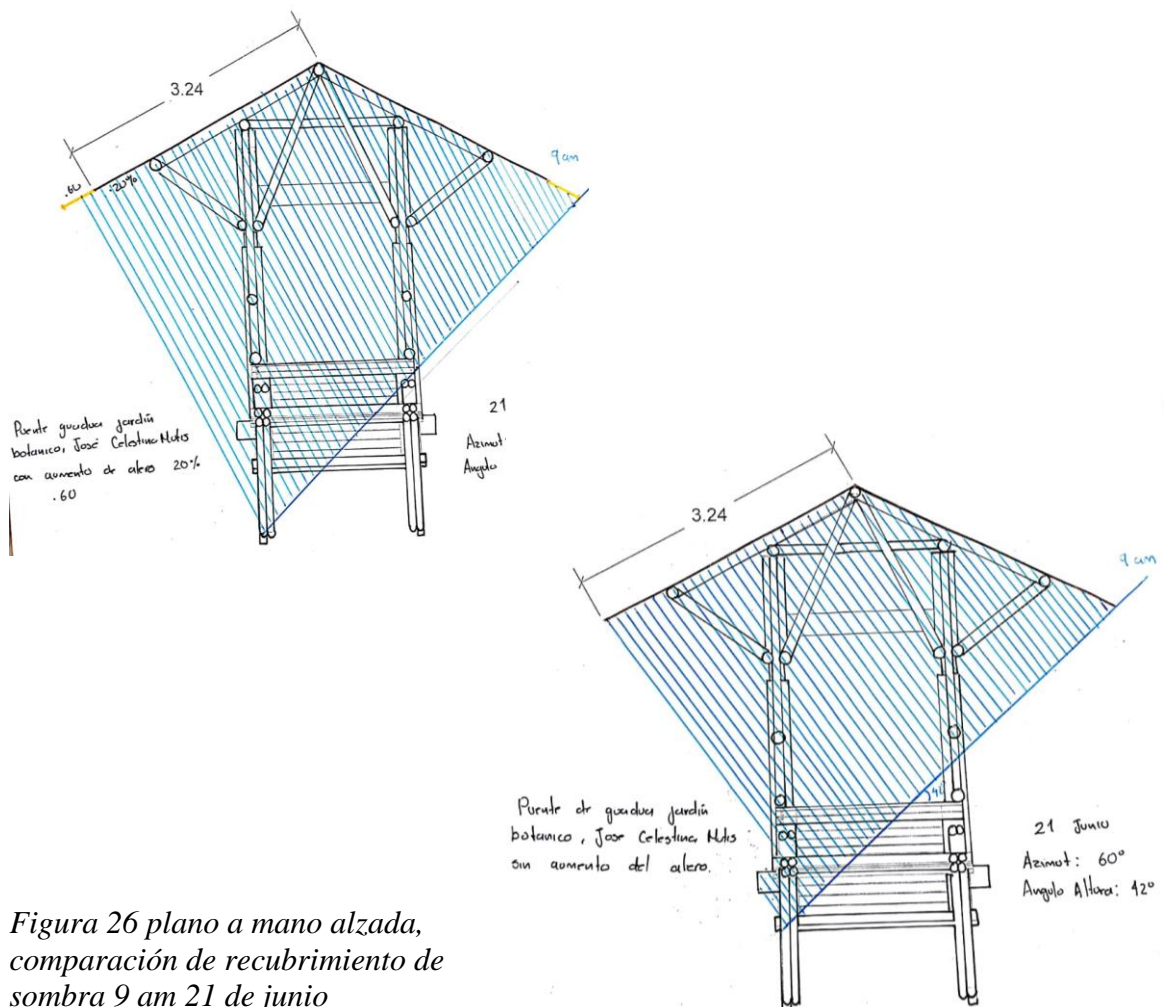 3.24
.60
20%
9 am
Puente guadua jardín
botanico, José Celestino Mutis
con aumento de alero 20%
.60
21
Azimut:
Angulo
3.24
9 am
42
Puente de guadua jardín
botanico, Jose Celestino Mutis
sin aumento del alero.
21 Junio
Azimut: 60°
Angulo Altura: 42°
Figura 26 plano a mano alzada,
comparación de recubrimiento de
sombra 9 am 21 de junio